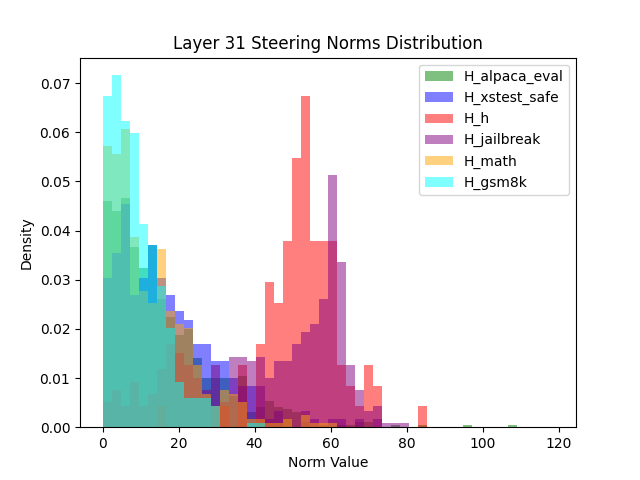 Layer 31 Steering Norms Distribution
Density
0.07
0.06
0.05
0.04
0.03
0.02
0.01
0.00
0
20
40
60
80
100
120
Norm Value
H_alpaca_eval
H_xstest_safe
H_h
H_jailbreak
H_math
H_gsm8k